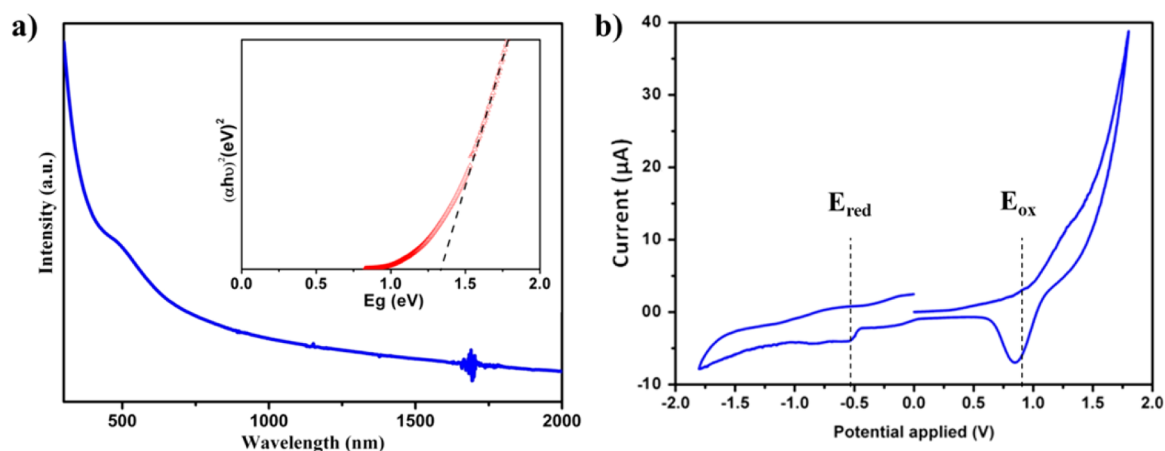 a)
Intensity (a.u.)
500
1000
1500
2000
Wavelength (nm)
(αhυ)²(eV)²
0.0
0.5
1.0
1.5
2.0
Eg (eV)
b)
Current (µA)
40
30
20
10
00
-10
-2.0
-1.5
-1.0
-0.5
0.0
0.5
1.0
1.5
2.0
Potential applied (V)
E_red
E_ox